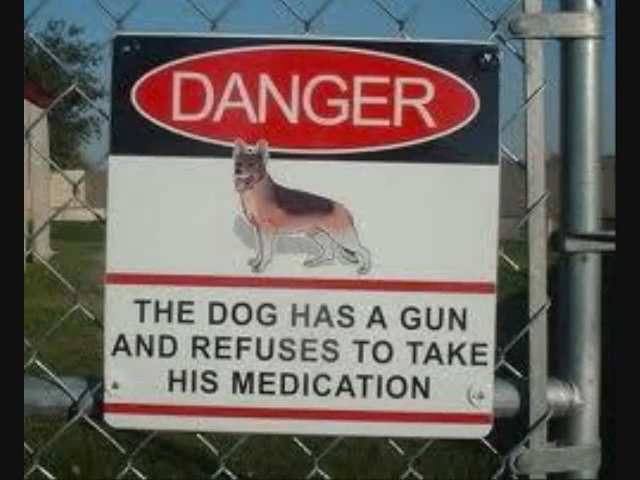 DANGER
THE DOG HAS A GUN
AND REFUSES TO TAKE
HIS MEDICATION